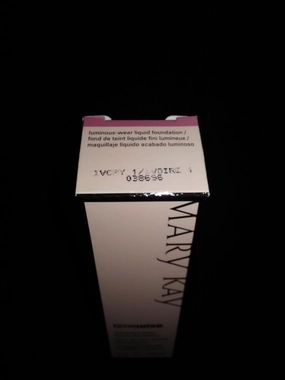 luminous-wear liquid foundation /
fond de teint liquide fini lumineux /
maquillaje líquido acabado luminoso
IVORY 1/ IVOIRE 1
038696
MARY KAY